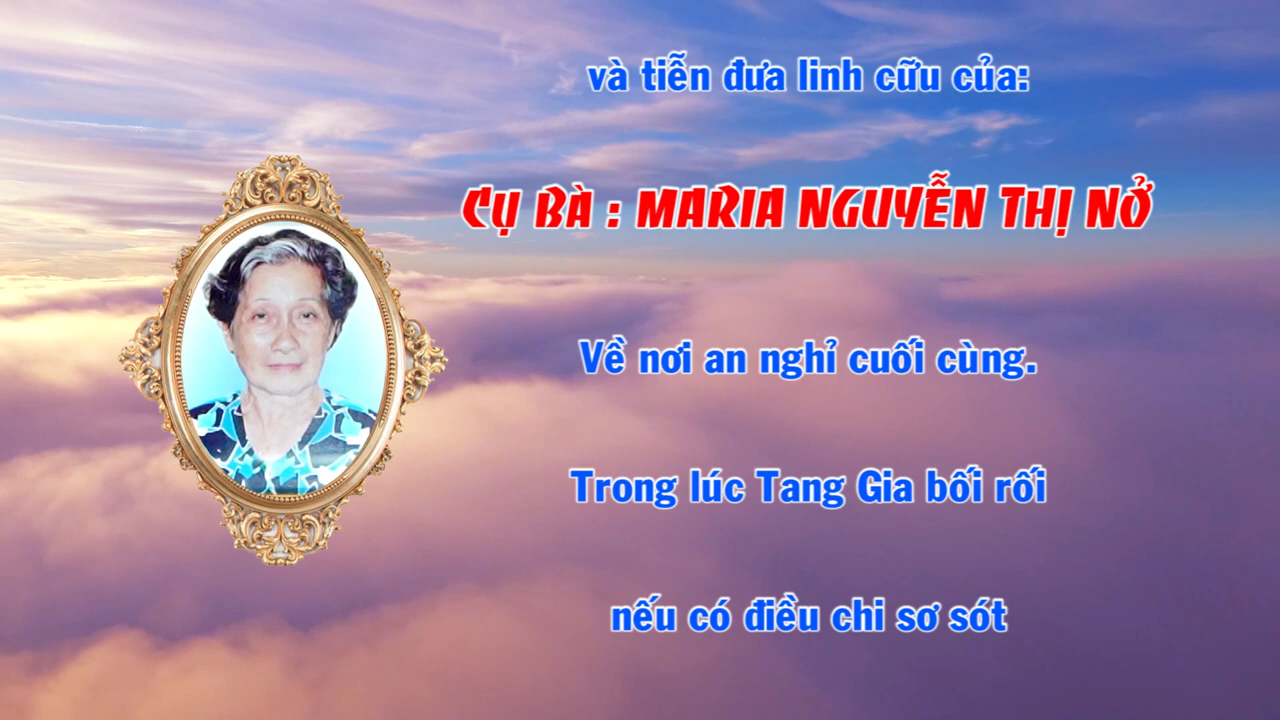 và tiễn đưa linh cữu của:
CỤ BÀ : MARIA NGUYỄN THỊ NỞ
Về nơi an nghỉ cuối cùng.
Trong lúc Tang Gia bối rối
nếu có điều chi sơ sót